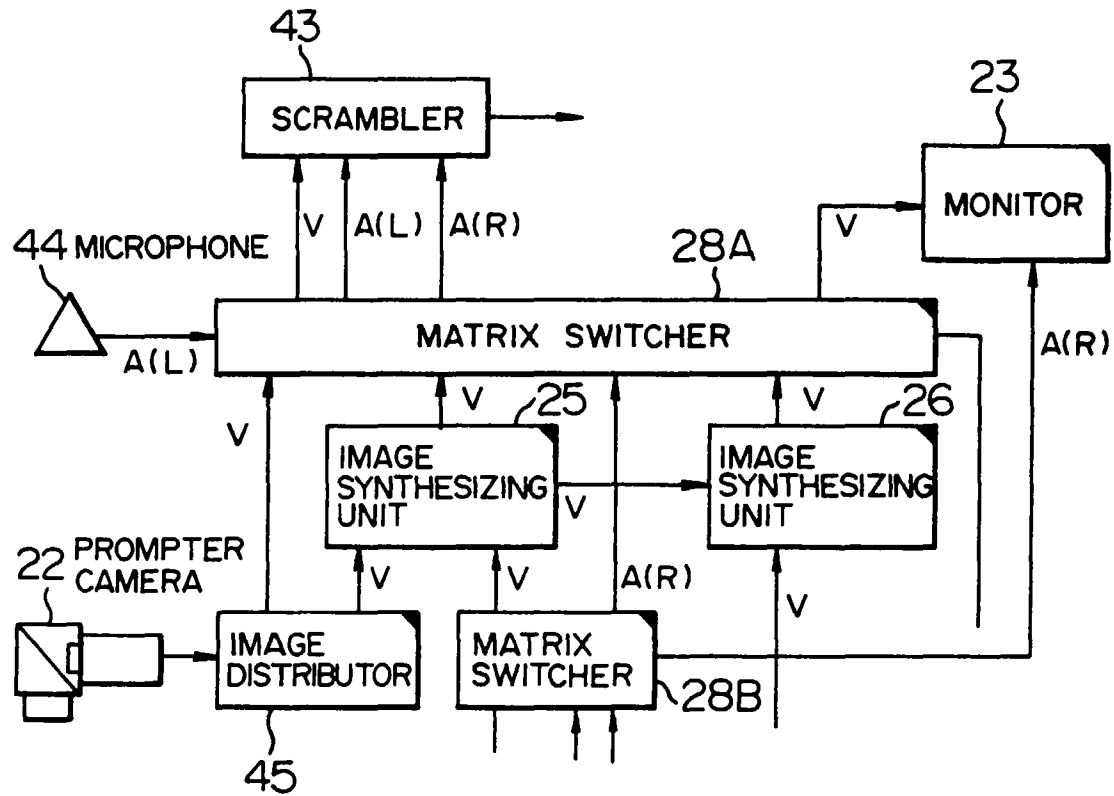 43
SCRAMBLER
23
MONITOR
V
A(L)
A(R)
V
44 MICROPHONE
28A
A(L)
MATRIX SWITCHER
A(R)
V
V
25
V
26
IMAGE
SYNTHESIZING
UNIT
V
IMAGE
SYNTHESIZING
UNIT
22 PROMPTER
CAMERA
V
V
A(R)
V
IMAGE
DISTRIBUTOR
MATRIX
SWITCHER
28B
45